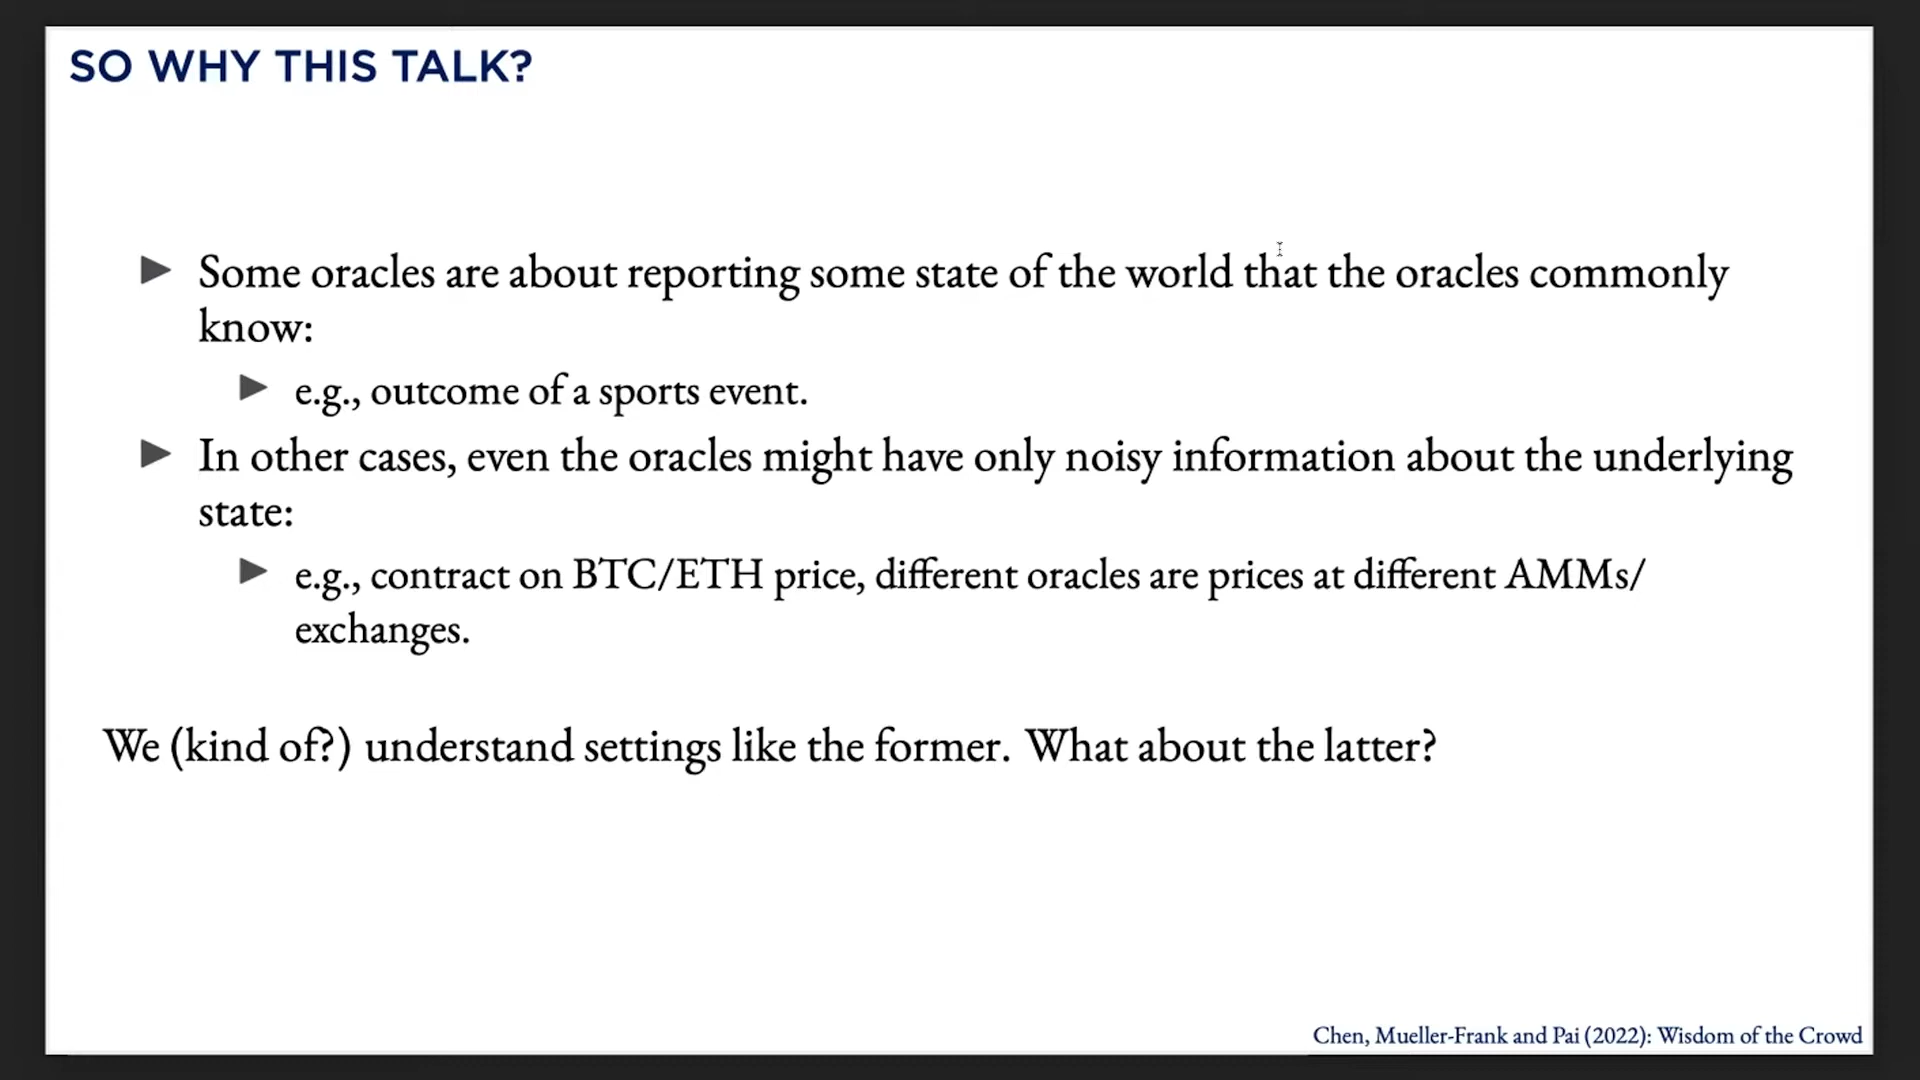 SO WHY THIS TALK?
Some oracles are about reporting some state of the world that the oracles commonly
know:
e.g., outcome of a sports event.
In other cases, even the oracles might have only noisy information about the underlying
state:
e.g., contract on BTC/ETH price, different oracles are prices at different AMMs/
exchanges.
We (kind of?) understand settings like the former. What about the latter?
Chen, Mueller-Frank and Pai (2022): Wisdom of the Crowd